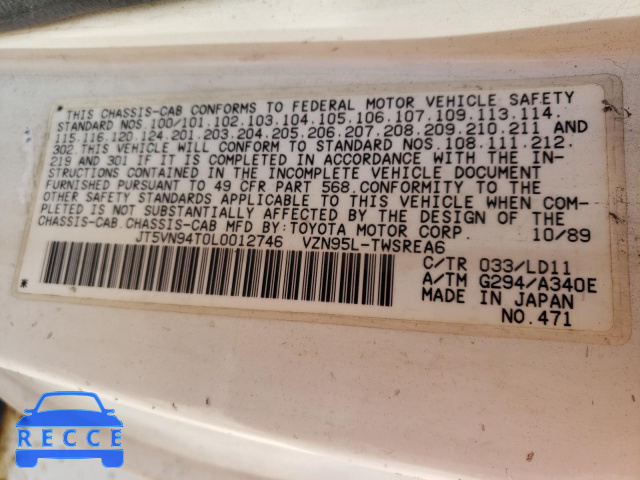 THIS CHASSIS-CAB CONFORMS TO FEDERAL MOTOR VEHICLE SAFETY
STANDARD NOS.100/101.102.103.104.105.106.107.109.113.114.
115.116.120.124.201.203.204.205.206.207.208.209.210.211 AND
302.THIS VEHICLE WILL CONFORM TO STANDARD NOS.108.111.212.
219 AND 301 IF IT IS COMPLETED IN ACCORDANCE WITH THE IN-
STRUCTIONS CONTAINED IN THE INCOMPLETE VEHICLE DOCUMENT
FURNISHED PURSUANT TO 49 CFR PART 568.CONFORMITY TO THE
OTHER SAFETY STANDARDS APPLICABLE TO THIS VEHICLE WHEN COM-
PLETED IS NOT SUBSTANTIALLY AFFECTED BY THE DESIGN OF THE
CHASSIS-CAB.CHASSIS-CAB MFD BY:TOYOTA MOTOR CORP. 10/89
JT5VN94T0L0012746 VZN95L-TWSREA6
C/TR 033/LD11
A/TM G294/A340E
MADE IN JAPAN
NO.471
RECCE